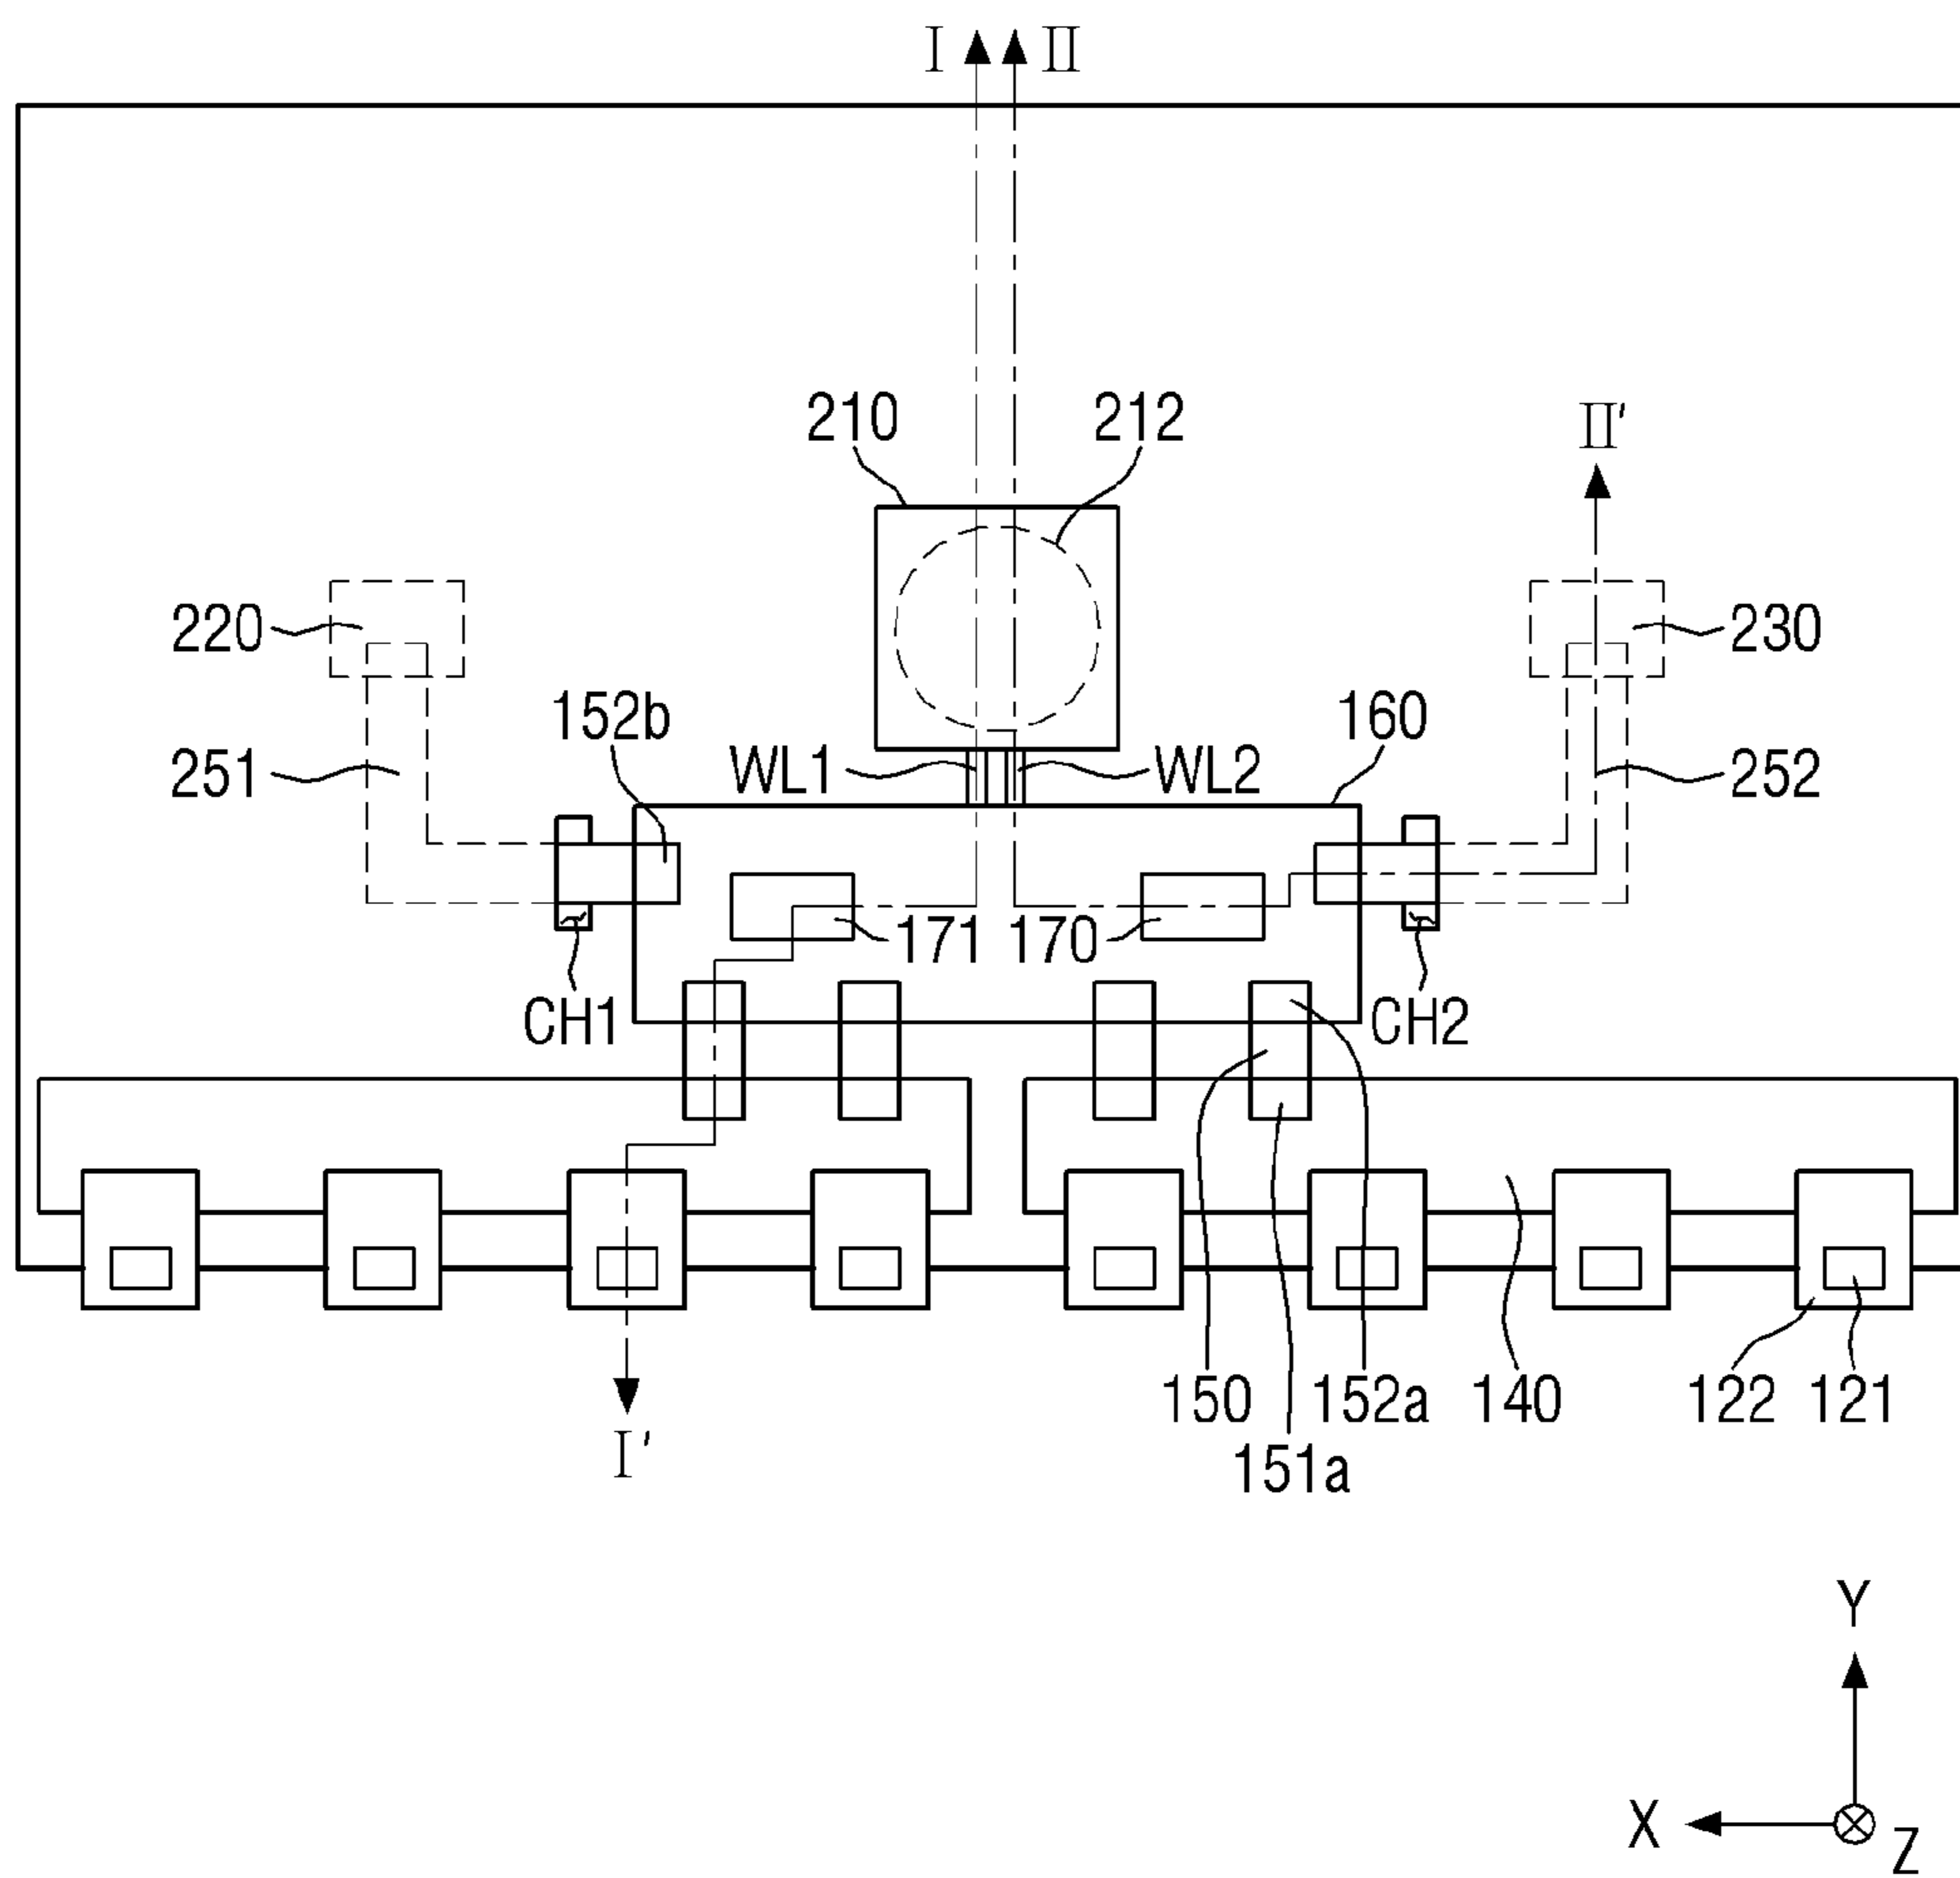 I II
210 212 II'
220 230
152b 160
251 WL1 WL2 252
171 170
CH1 CH2
150 152a 140 122 121
I' 151a
Y
X Z